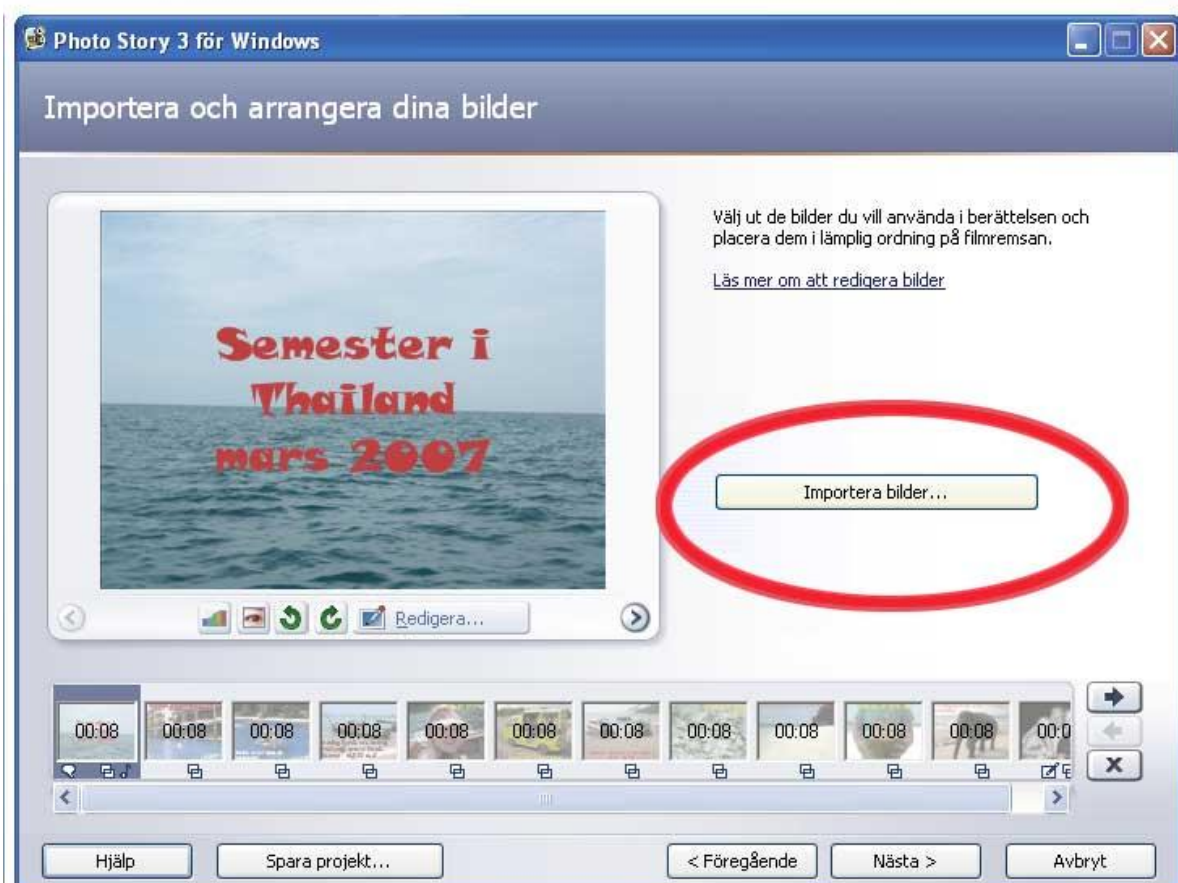 Photo Story 3 för Windows
Importera och arrangera dina bilder
Semester i
Thailand
mars 2007
Välj ut de bilder du vill använda i berättelsen och
placera dem i lämplig ordning på filmremsan.
Läs mer om att redigera bilder
Importera bilder...
Redigera...
00:08 00:08 00:08 00:08 00:08 00:08 00:08 00:08 00:08 00:08 00:08 00:0
Hjälp Spara projekt... < Föregående Nästa > Avbryt